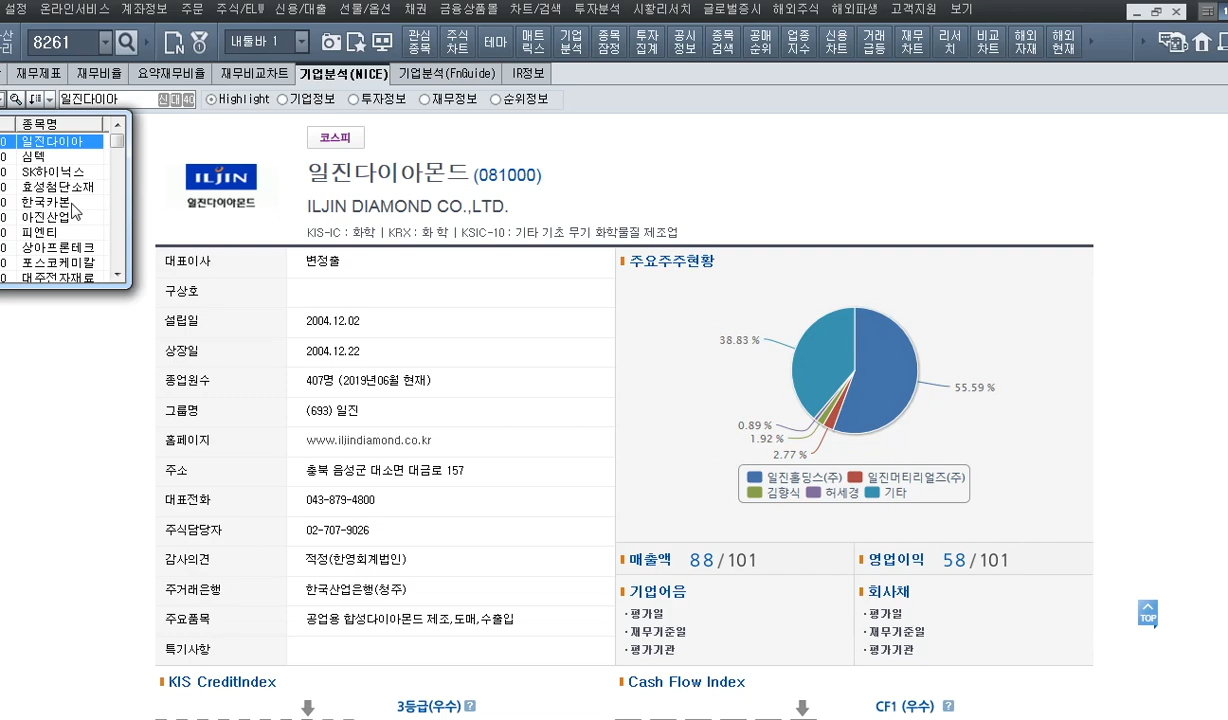 설정 온라인서비스 계좌정보 주문 주식/ELW 신용/대출 선물/옵션 채권 금융상품몰 차트/검색 투자분석 시황리서치 글로벌증시 해외주식 해외파생 고객지원 보기
8261 내툴바 1 관심종목 주식차트 테마 매트릭스 기업분석 종목잠정 투자집계 공시정보 종목검색 공매순위 업종지수 신용차트 거래급등 재무차트 리서치 비교차트 해외자재 해외현재
재무제표 재무비율 요약재무비율 재무비교차트 기업분석(NICE) 기업분석(FnGuide) IR정보
일진다이아 신 대 40 Highlight 기업정보 투자정보 재무정보 순위정보
종목명
0 일진다이아
0 심텍
0 SK하이닉스
0 효성첨단소재
0 한국카본
0 아진산업
0 피엔티
0 상아프론테크
0 포스코케미칼
0 대주전자재료
코스피
ILJIN
일진다이아몬드
일진다이아몬드 (081000)
ILJIN DIAMOND CO.,LTD.
KIS-IC : 화학 | KRX : 화 학 | KSIC-10 : 기타 기초 무기 화학물질 제조업
대표이사 변정출
구상호
설립일 2004.12.02
상장일 2004.12.22
종업원수 407명 (2019년06월 현재)
그룹명 (693) 일진
홈페이지 www.iljindiamond.co.kr
주소 충북 음성군 대소면 대금로 157
대표전화 043-879-4800
주식담당자 02-707-9026
감사의견 적정(한영회계법인)
주거래은행 한국산업은행(청주)
주요품목 공업용 합성다이아몬드 제조,도매,수출입
특기사항
주요주주현황
38.83 %
55.59 %
0.89 %
1.92 %
2.77 %
일진홀딩스(주) 일진머티리얼즈(주)
김향식 허세경 기타
매출액 88/101
영업이익 58/101
기업어음
·평가일
·재무기준일
·평가기관
회사채
·평가일
·재무기준일
·평가기관
TOP
KIS CreditIndex
3등급(우수) ?
Cash Flow Index
CF1 (우수) ?